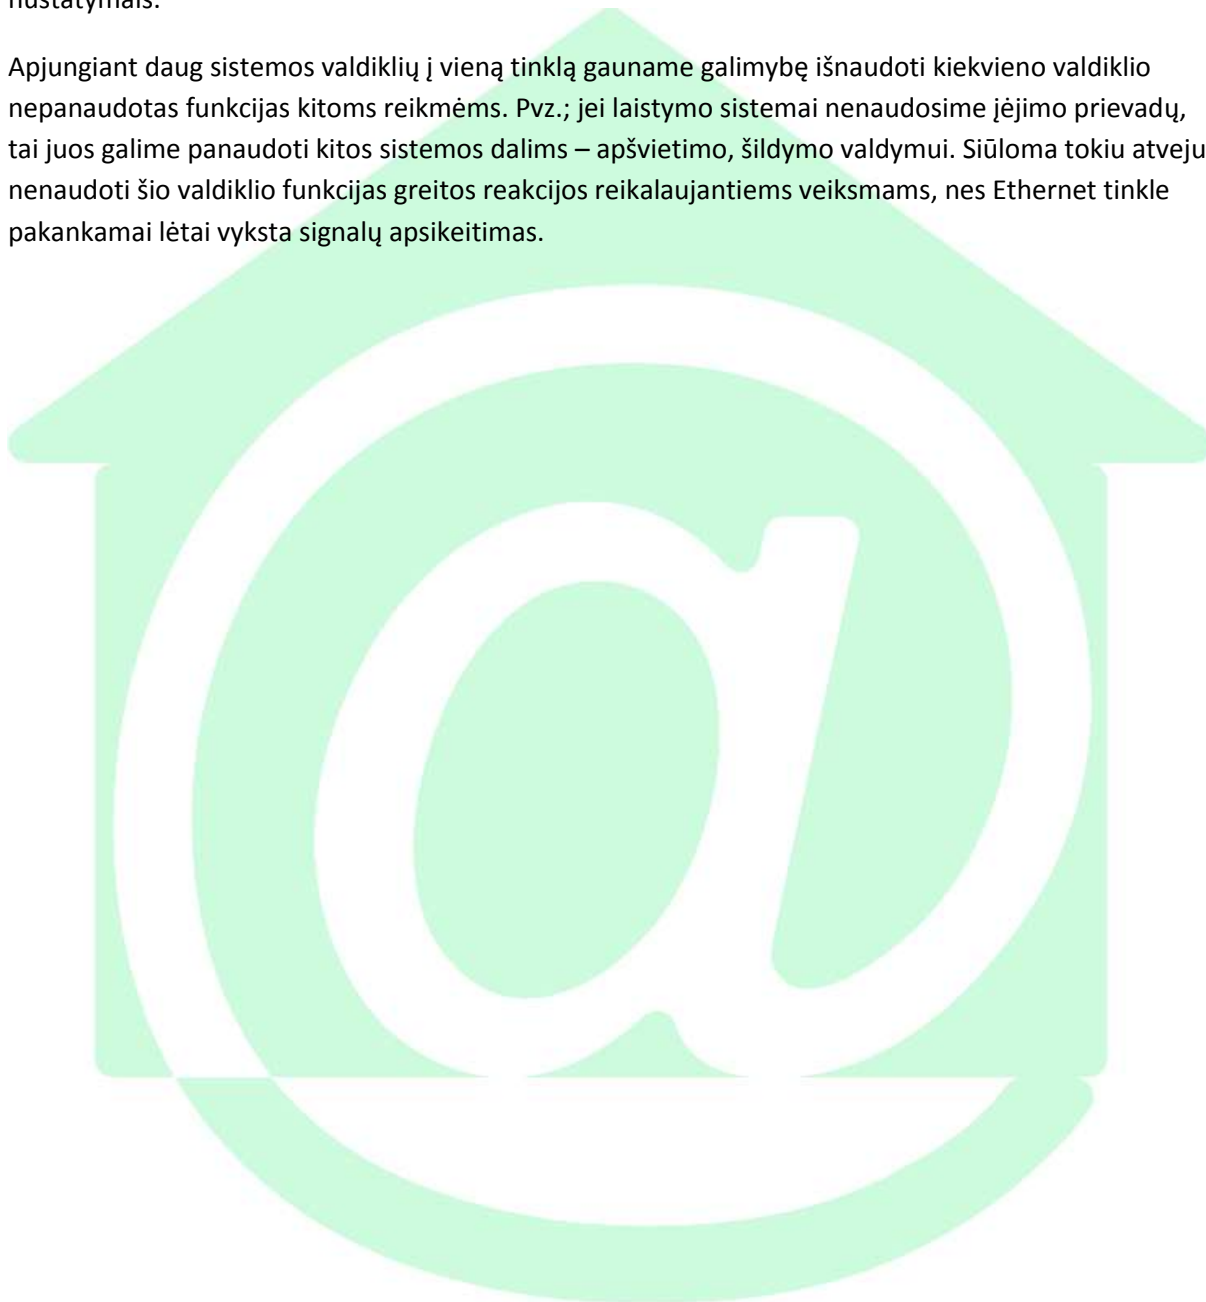 nustatymais.
Apjungiant daug sistemos valdiklių į vieną tinklą gauname galimybę išnaudoti kiekvieno valdiklio
nepanaudotas funkcijas kitoms reikmėms. Pvz.; jei laistymo sistemai nenaudosime įėjimo prievadų,
tai juos galime panaudoti kitos sistemos dalims – apšvietimo, šildymo valdymui. Siūloma tokiu atveju
nenaudoti šio valdiklio funkcijas greitos reakcijos reikalaujantiems veiksmams, nes Ethernet tinkle
pakankamai lėtai vyksta signalų apsikeitimas.
@